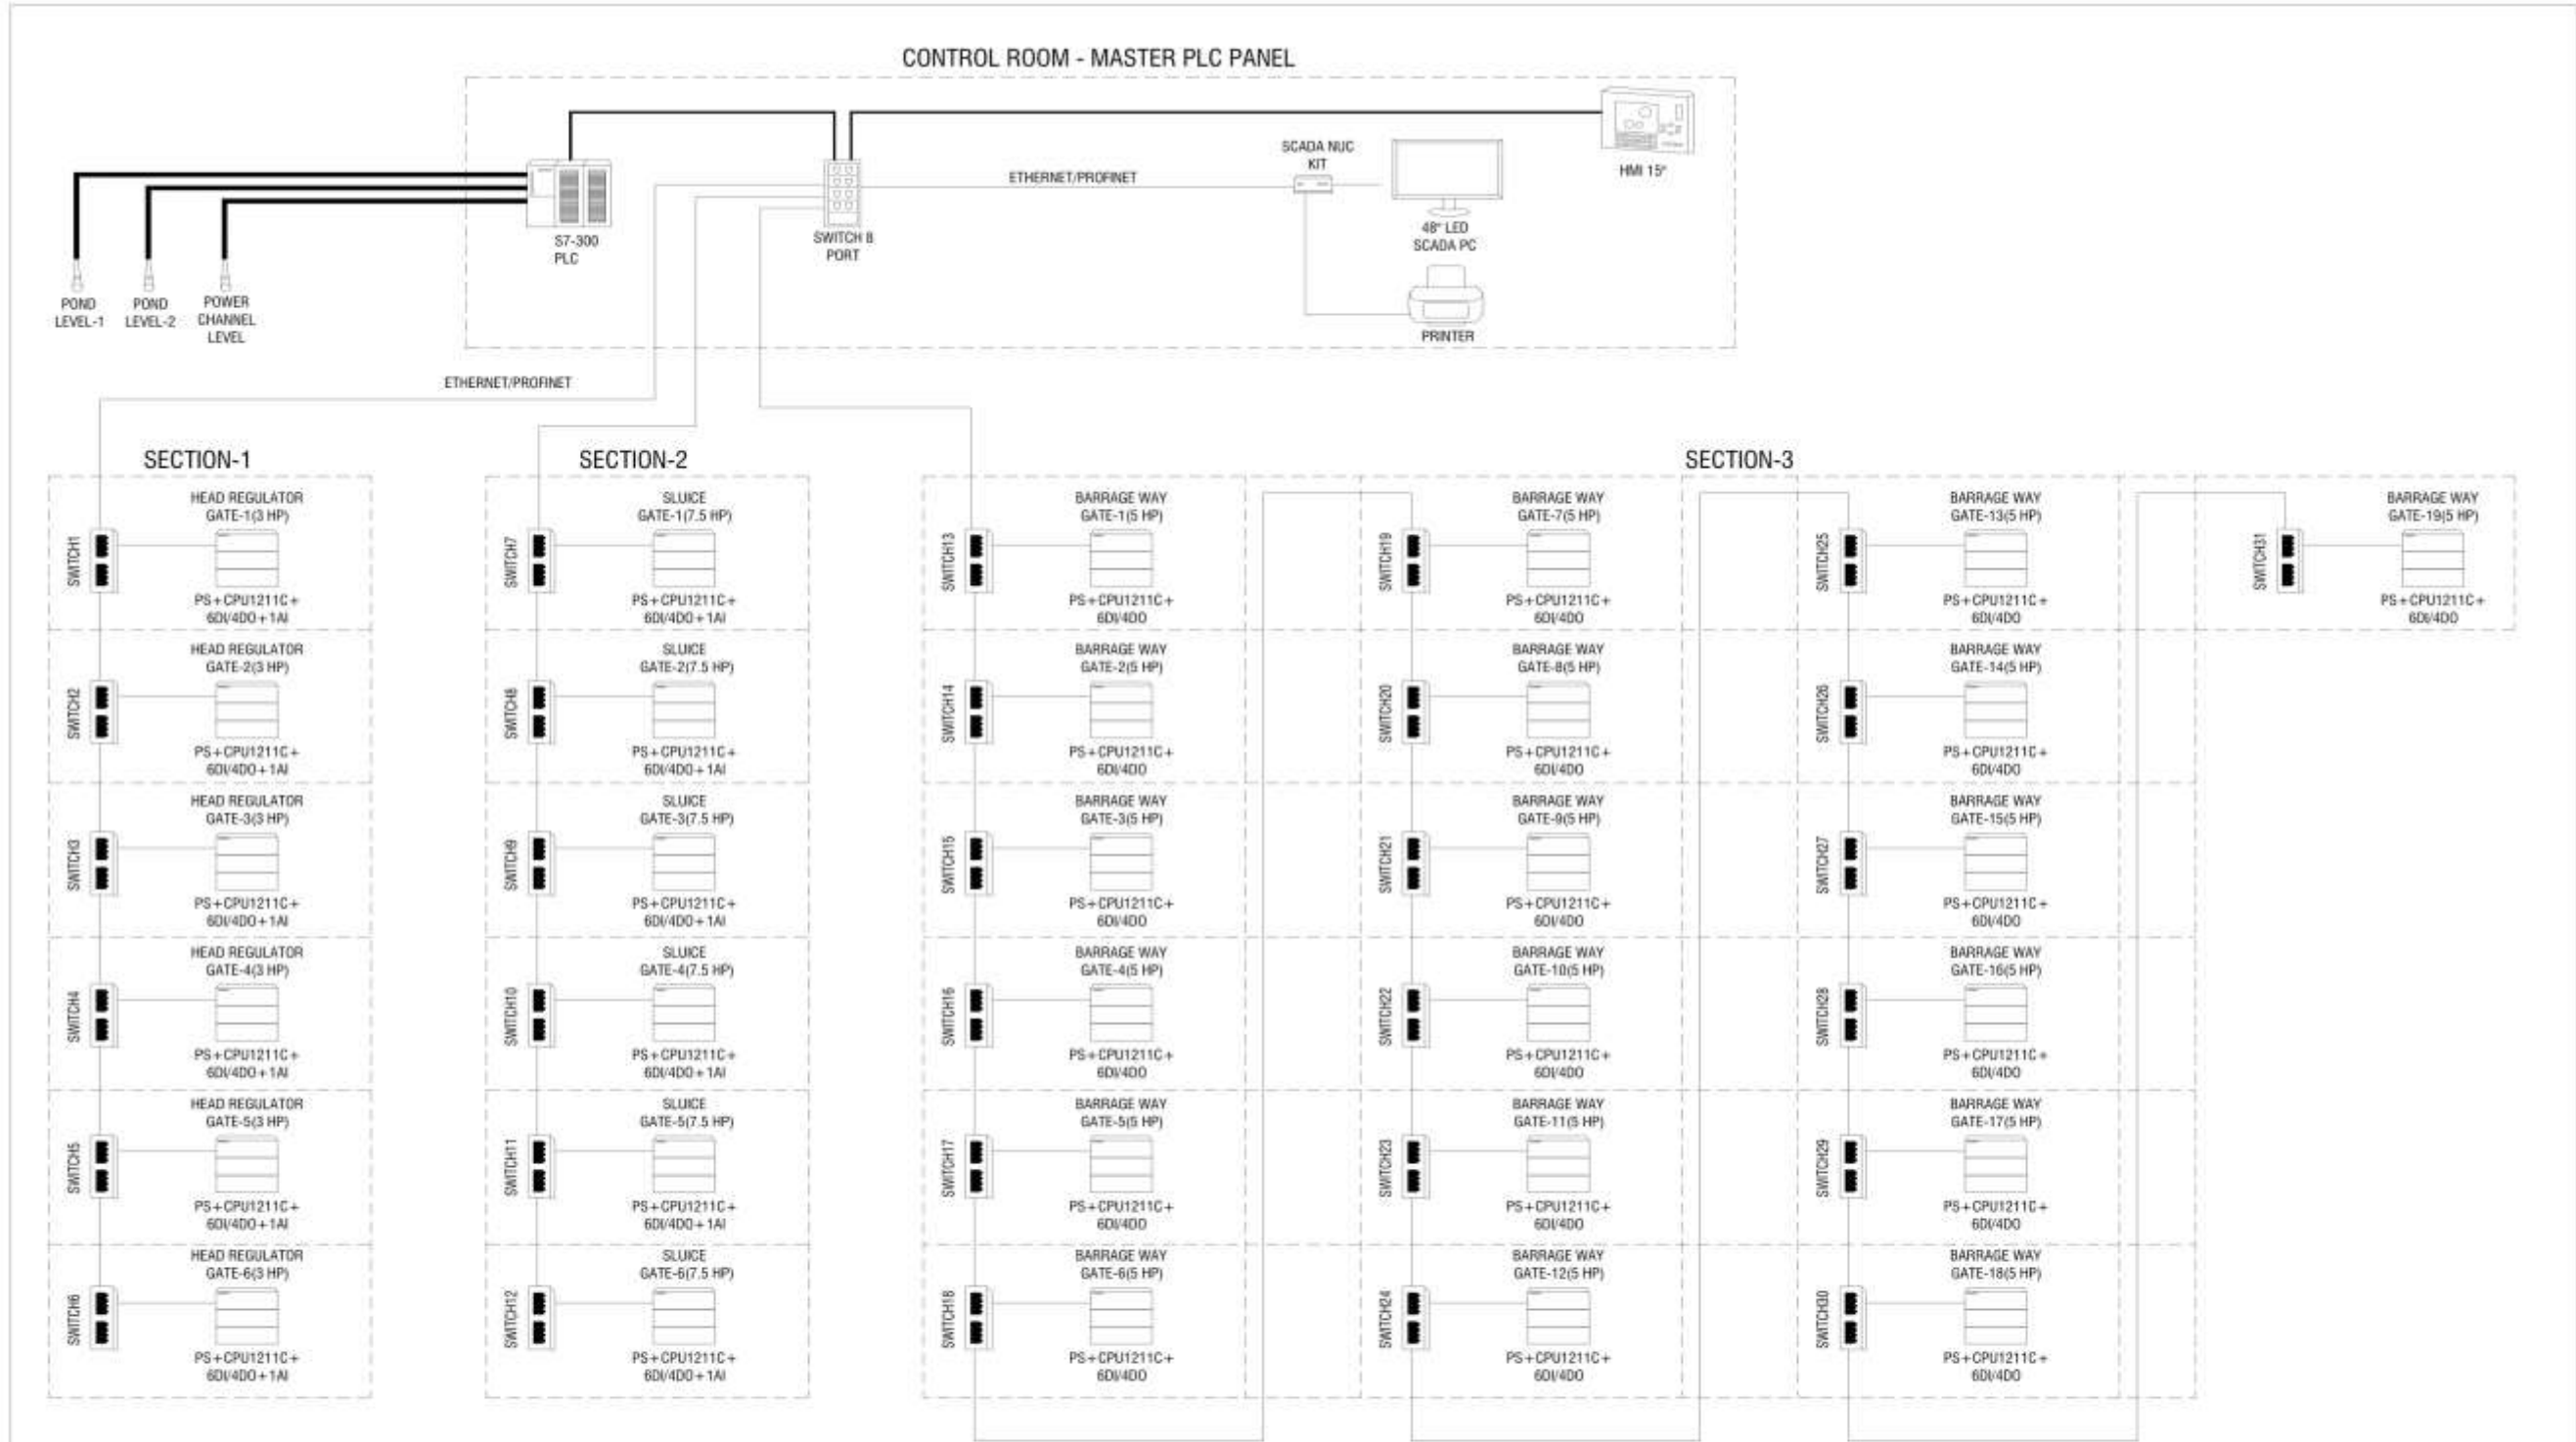 CONTROL ROOM - MASTER PLC PANEL
SCADA NUC
KIT
ETHERNET/PROFINET
HMI 15"
S7-300
PLC
SWITCH 8
PORT
48" LED
SCADA PC
POND
LEVEL-1
POND
LEVEL-2
POWER
CHANNEL
LEVEL
PRINTER
ETHERNET/PROFINET
SECTION-1
SWITCH1
HEAD REGULATOR
GATE-1(3 HP)
PS+CPU1211C+
6DI/4DO+1AI
SWITCH2
HEAD REGULATOR
GATE-2(3 HP)
PS+CPU1211C+
6DI/4DO+1AI
SWITCH3
HEAD REGULATOR
GATE-3(3 HP)
PS+CPU1211C+
6DI/4DO+1AI
SWITCH4
HEAD REGULATOR
GATE-4(3 HP)
PS+CPU1211C+
6DI/4DO+1AI
SWITCH5
HEAD REGULATOR
GATE-5(3 HP)
PS+CPU1211C+
6DI/4DO+1AI
SWITCH6
HEAD REGULATOR
GATE-6(3 HP)
PS+CPU1211C+
6DI/4DO+1AI
SECTION-2
SWITCH7
SLUICE
GATE-1(7.5 HP)
PS+CPU1211C+
6DI/4DO+1AI
SWITCH8
SLUICE
GATE-2(7.5 HP)
PS+CPU1211C+
6DI/4DO+1AI
SWITCH9
SLUICE
GATE-3(7.5 HP)
PS+CPU1211C+
6DI/4DO+1AI
SWITCH10
SLUICE
GATE-4(7.5 HP)
PS+CPU1211C+
6DI/4DO+1AI
SWITCH11
SLUICE
GATE-5(7.5 HP)
PS+CPU1211C+
6DI/4DO+1AI
SWITCH12
SLUICE
GATE-6(7.5 HP)
PS+CPU1211C+
6DI/4DO+1AI
SECTION-3
SWITCH13
BARRAGE WAY
GATE-1(5 HP)
PS+CPU1211C+
6DI/4DO
SWITCH14
BARRAGE WAY
GATE-2(5 HP)
PS+CPU1211C+
6DI/4DO
SWITCH15
BARRAGE WAY
GATE-3(5 HP)
PS+CPU1211C+
6DI/4DO
SWITCH16
BARRAGE WAY
GATE-4(5 HP)
PS+CPU1211C+
6DI/4DO
SWITCH17
BARRAGE WAY
GATE-5(5 HP)
PS+CPU1211C+
6DI/4DO
SWITCH18
BARRAGE WAY
GATE-6(5 HP)
PS+CPU1211C+
6DI/4DO
SWITCH19
BARRAGE WAY
GATE-7(5 HP)
PS+CPU1211C+
6DI/4DO
SWITCH20
BARRAGE WAY
GATE-8(5 HP)
PS+CPU1211C+
6DI/4DO
SWITCH21
BARRAGE WAY
GATE-9(5 HP)
PS+CPU1211C+
6DI/4DO
SWITCH22
BARRAGE WAY
GATE-10(5 HP)
PS+CPU1211C+
6DI/4DO
SWITCH23
BARRAGE WAY
GATE-11(5 HP)
PS+CPU1211C+
6DI/4DO
SWITCH24
BARRAGE WAY
GATE-12(5 HP)
PS+CPU1211C+
6DI/4DO
SWITCH25
BARRAGE WAY
GATE-13(5 HP)
PS+CPU1211C+
6DI/4DO
SWITCH26
BARRAGE WAY
GATE-14(5 HP)
PS+CPU1211C+
6DI/4DO
SWITCH27
BARRAGE WAY
GATE-15(5 HP)
PS+CPU1211C+
6DI/4DO
SWITCH28
BARRAGE WAY
GATE-16(5 HP)
PS+CPU1211C+
6DI/4DO
SWITCH29
BARRAGE WAY
GATE-17(5 HP)
PS+CPU1211C+
6DI/4DO
SWITCH30
BARRAGE WAY
GATE-18(5 HP)
PS+CPU1211C+
6DI/4DO
SWITCH31
BARRAGE WAY
GATE-19(5 HP)
PS+CPU1211C+
6DI/4DO